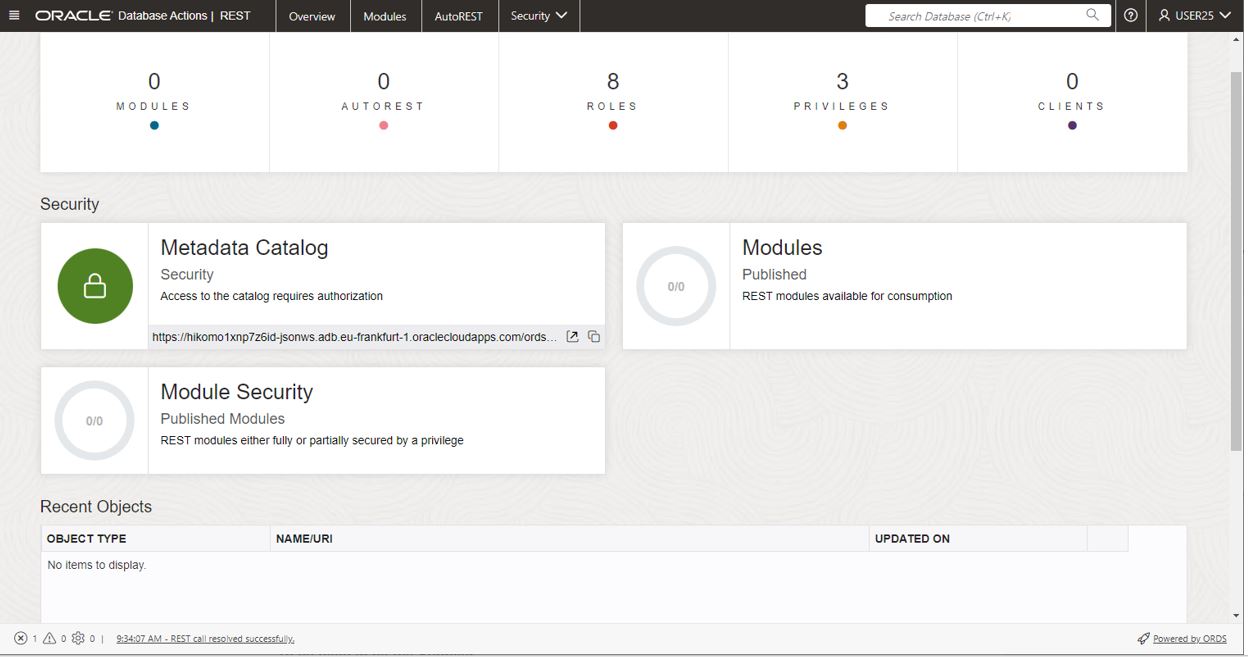 ORACLE Database Actions | REST Overview Modules AutoREST Security Search Database (Ctrl+K) USER25
0 0 8 3 0
MODULES AUTOREST ROLES PRIVILEGES CLIENTS
Security
Metadata Catalog
Security
Access to the catalog requires authorization
https://hikomo1xnp7z6id-jsonws.adb.eu-frankfurt-1.oraclecloudapps.com/ords...
0/0
Modules
Published
REST modules available for consumption
0/0
Module Security
Published Modules
REST modules either fully or partially secured by a privilege
Recent Objects
OBJECT TYPE NAME/URI UPDATED ON
No items to display.
1 0 0 | 9:34:07 AM - REST call resolved successfully. Powered by ORDS